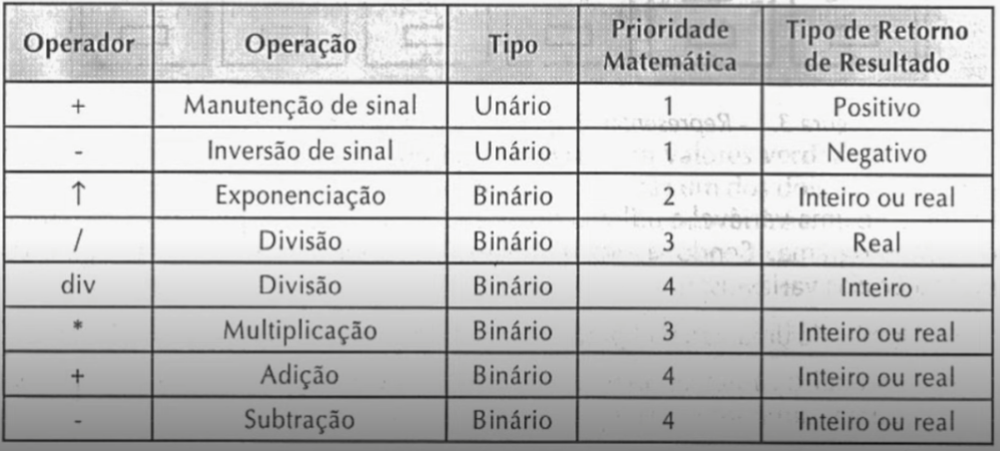 Operador Operação Tipo Prioridade Matemática Tipo de Retorno de Resultado
+ Manutenção de sinal Unário 1 Positivo
- Inversão de sinal Unário 1 Negativo
↑ Exponenciação Binário 2 Inteiro ou real
/ Divisão Binário 3 Real
div Divisão Binário 4 Inteiro
* Multiplicação Binário 3 Inteiro ou real
+ Adição Binário 4 Inteiro ou real
- Subtração Binário 4 Inteiro ou real